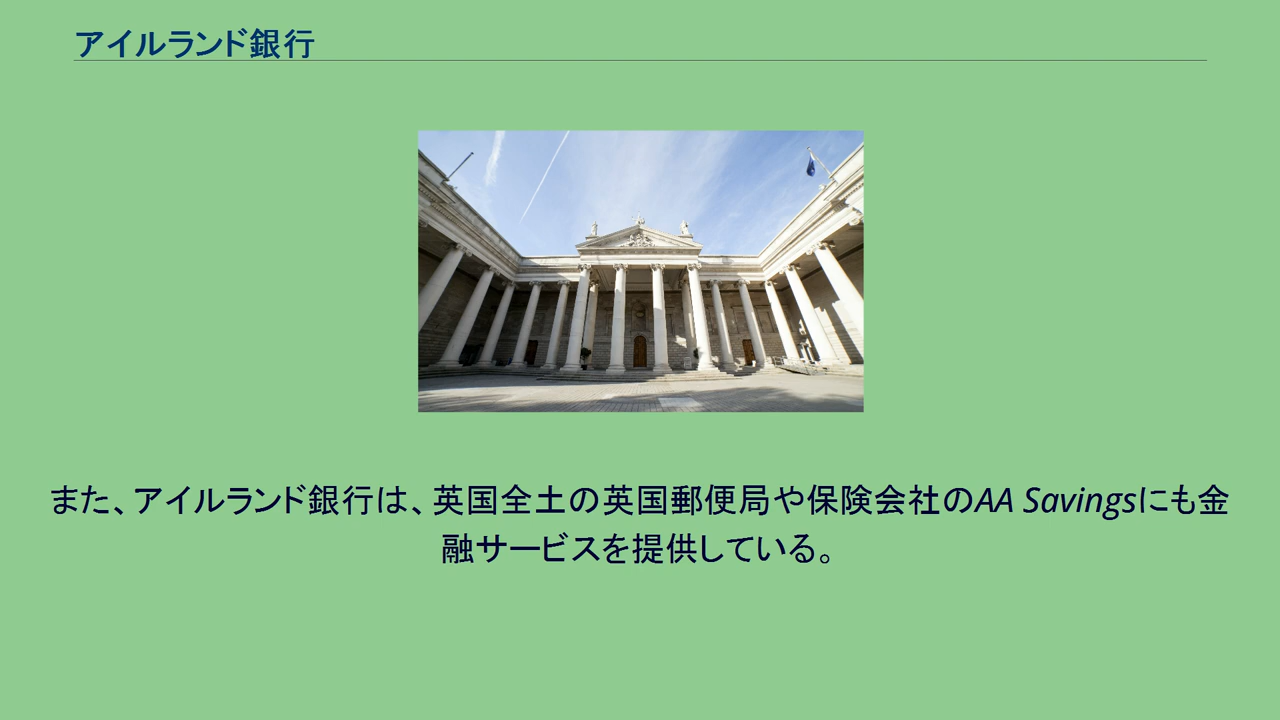 アイルランド銀行
また、アイルランド銀行は、英国全土の英国郵便局や保険会社のAA Savingsにも金
融サービスを提供している。